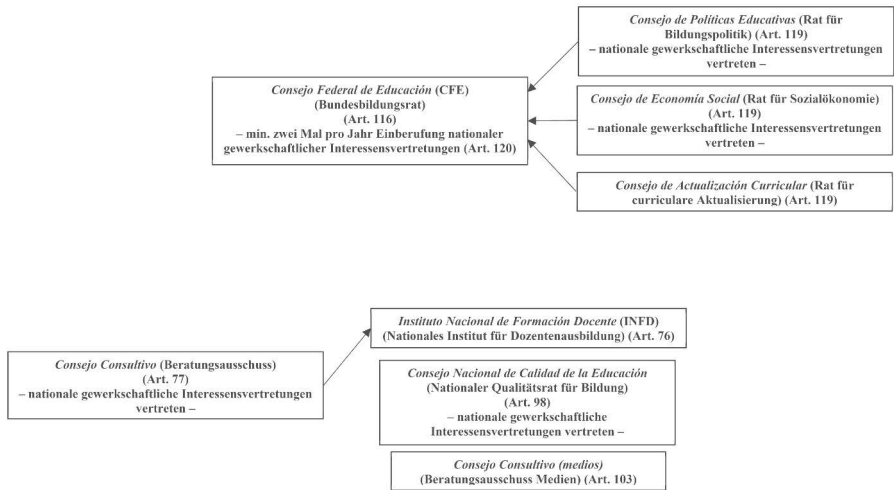 Consejo de Políticas Educativas (Rat für
Bildungspolitik) (Art. 119)
– nationale gewerkschaftliche Interessensvertretungen
vertreten –
Consejo Federal de Educación (CFE)
(Bundesbildungsrat)
(Art. 116)
– min. zwei Mal pro Jahr Einberufung nationaler
gewerkschaftlicher Interessensvertretungen (Art. 120)
Consejo de Economía Social (Rat für Sozialökonomie)
(Art. 119)
– nationale gewerkschaftliche Interessensvertretungen
vertreten –
Consejo de Actualización Curricular (Rat für
curriculare Aktualisierung) (Art. 119)
Instituto Nacional de Formación Docente (INFD)
(Nationales Institut für Dozentenausbildung) (Art. 76)
Consejo Consultivo (Beratungsausschuss)
(Art. 77)
– nationale gewerkschaftliche Interessensvertretungen
vertreten –
Consejo Nacional de Calidad de la Educación
(Nationaler Qualitätsrat für Bildung)
(Art. 98)
– nationale gewerkschaftliche
Interessensvertretungen vertreten –
Consejo Consultivo (medios)
(Beratungsausschuss Medien) (Art. 103)